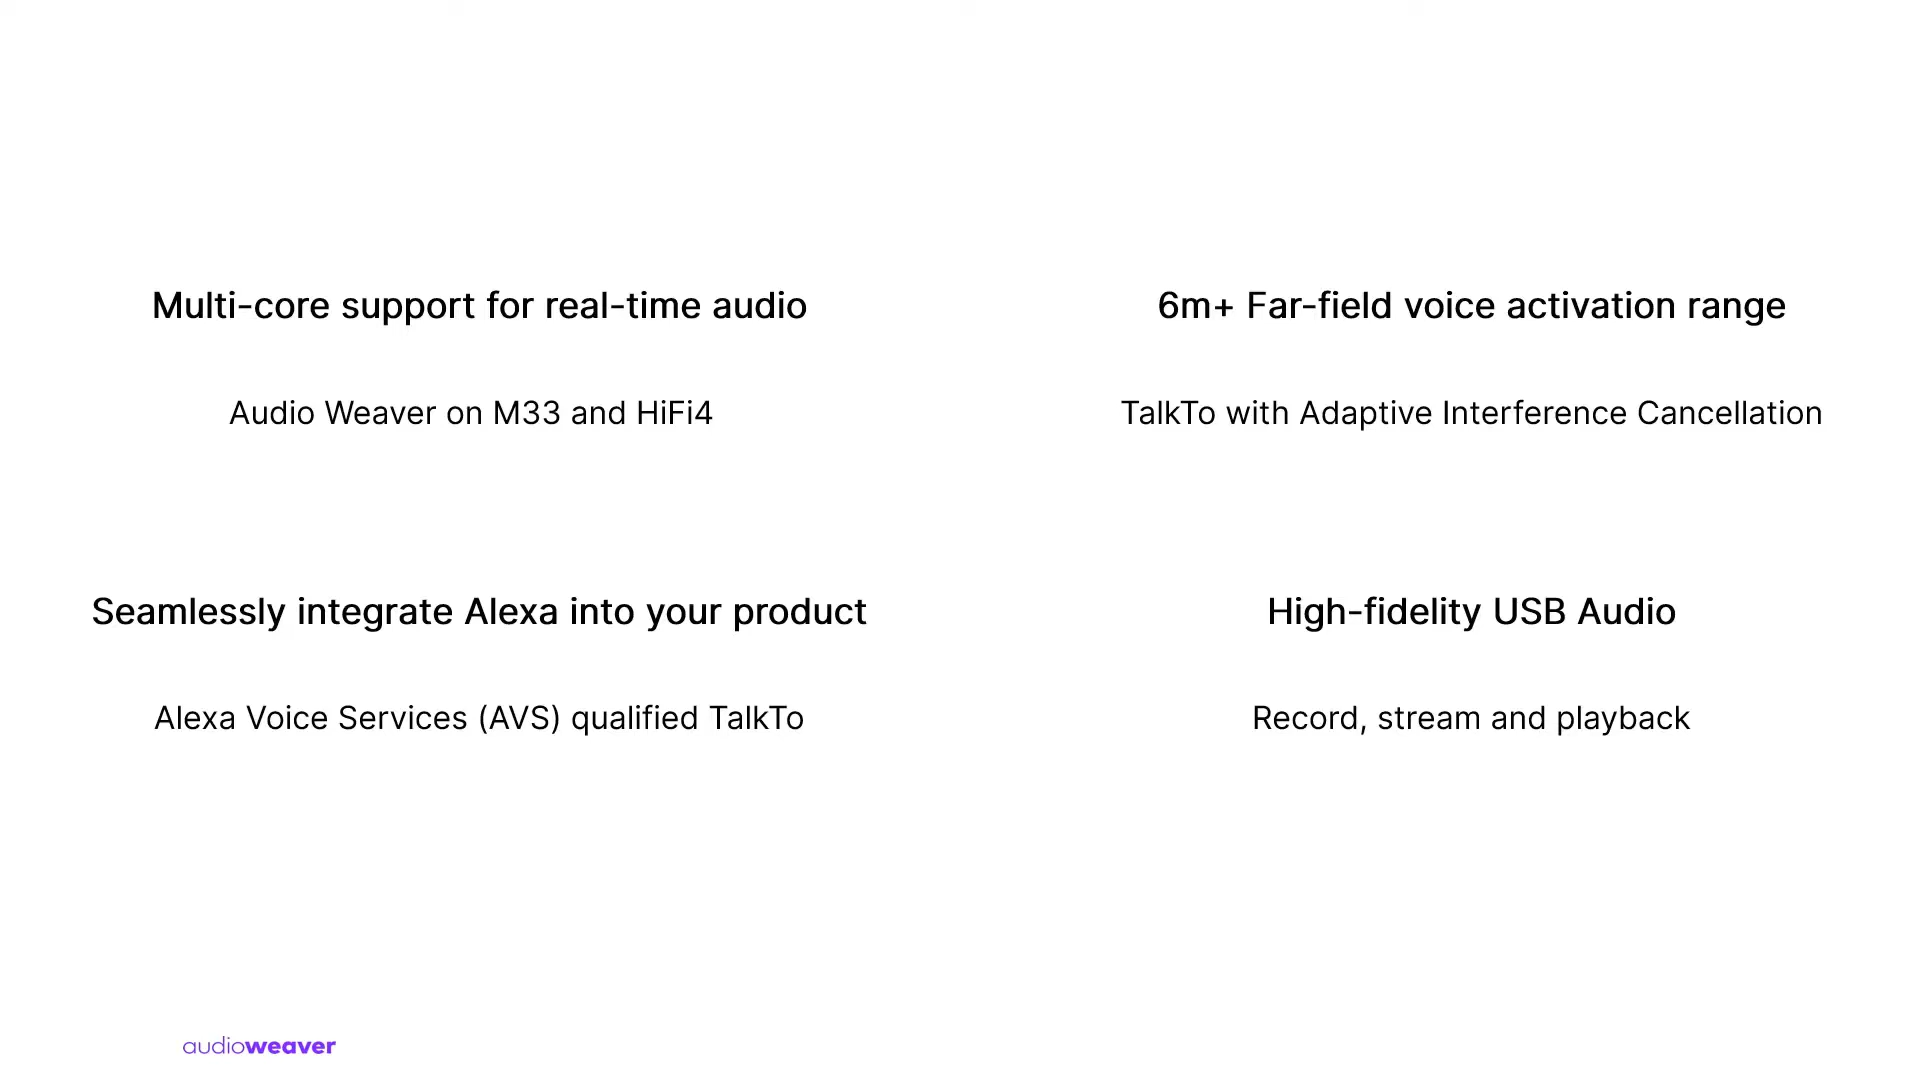 Multi-core support for real-time audio
Audio Weaver on M33 and HiFi4
6m+ Far-field voice activation range
TalkTo with Adaptive Interference Cancellation
Seamlessly integrate Alexa into your product
Alexa Voice Services (AVS) qualified TalkTo
High-fidelity USB Audio
Record, stream and playback
audioweaver